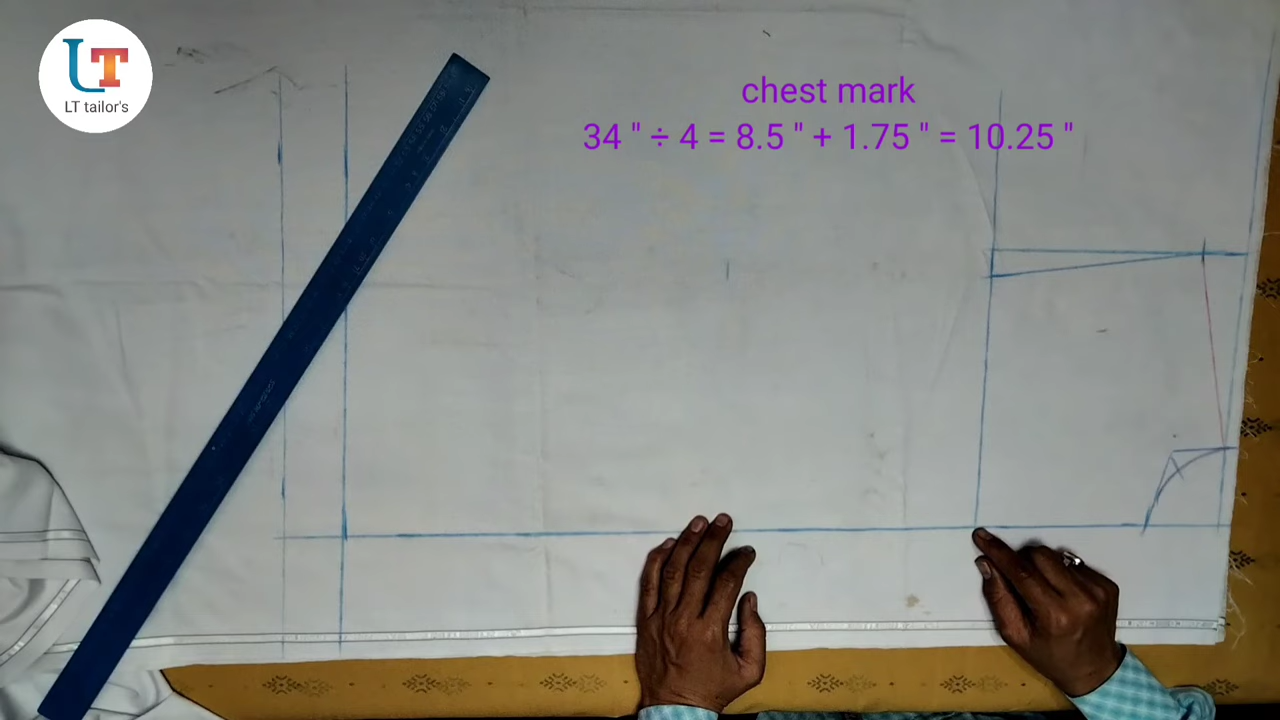 LT
LT tailor's
chest mark
34 " ÷ 4 = 8.5 " + 1.75 " = 10.25 "